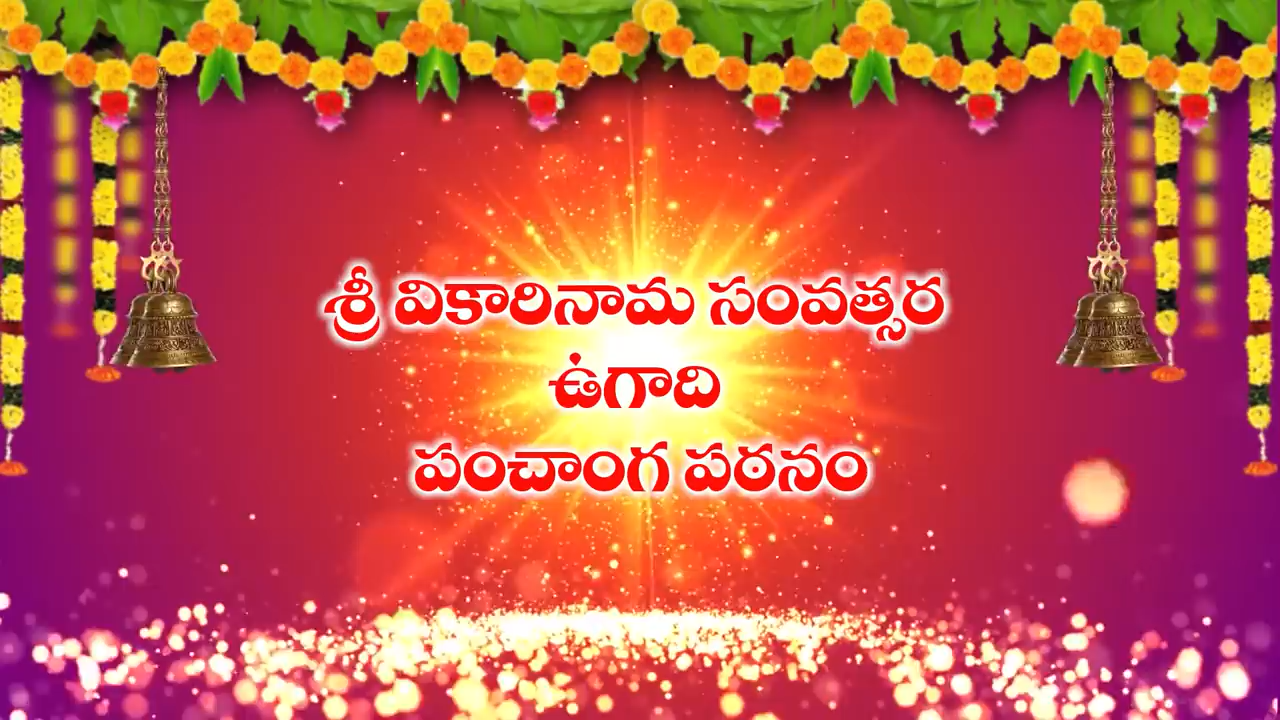 శ్రీ వికారినామ సంవత్సర
ఉగాది
పంచాంగ పఠనం